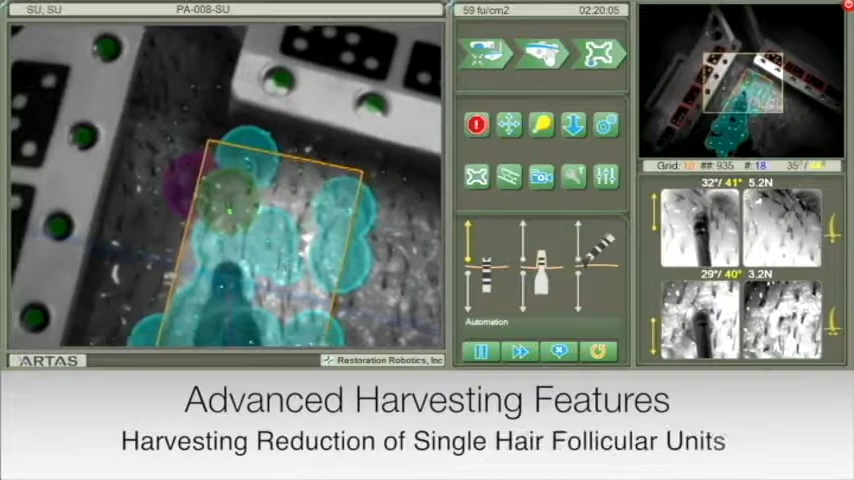 SU, SU
PA-008-SU
59 fu/cm2
02:20:05
Grid: 10 ##: 935 #: 18 35°/
32°/ 41° 5.2N
29°/ 40° 3.2N
Automation
ARTAS
Restoration Robotics, Inc
Advanced Harvesting Features
Harvesting Reduction of Single Hair Follicular Units